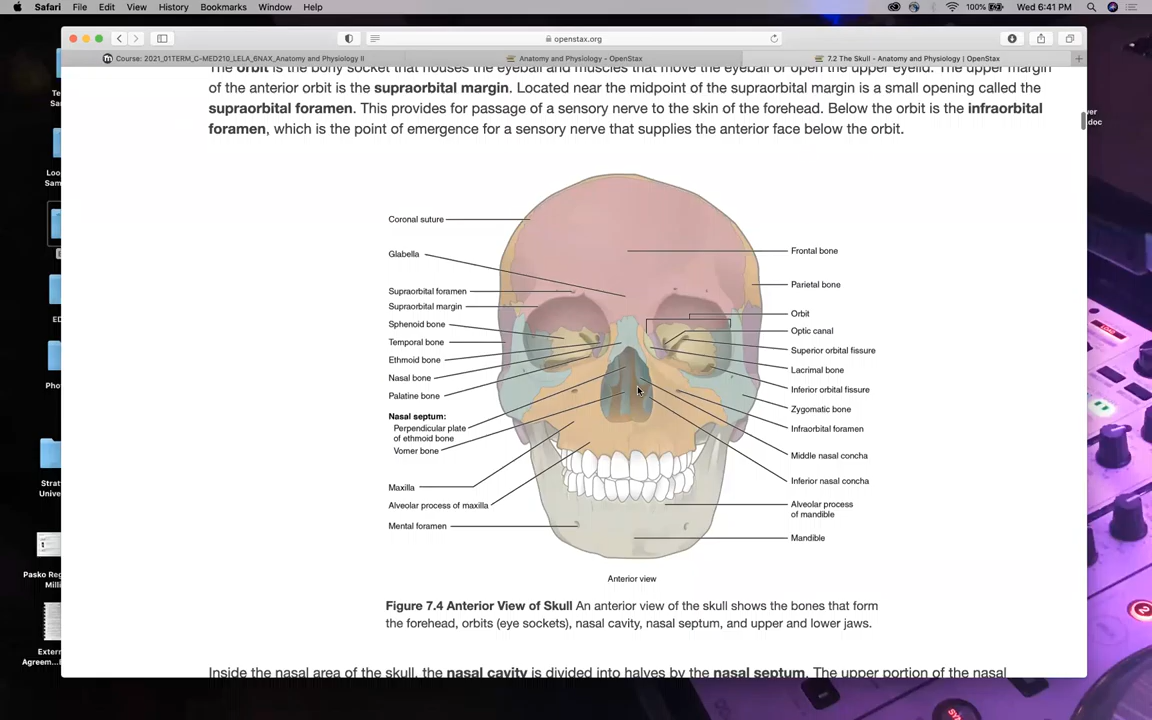 Safari File Edit View History Bookmarks Window Help 100% Wed 6:41 PM
openstax.org
Course: 2021_01TERM_C-MED210_LELA_6NAX_Anatomy and Physiology II
Anatomy and Physiology - OpenStax
7.2 The Skull - Anatomy and Physiology | OpenStax
The orbit is the bony socket that houses the eyeball and muscles that move the eyeball or open the upper eyelid. The upper margin
of the anterior orbit is the supraorbital margin. Located near the midpoint of the supraorbital margin is a small opening called the
supraorbital foramen. This provides for passage of a sensory nerve to the skin of the forehead. Below the orbit is the infraorbital
foramen, which is the point of emergence for a sensory nerve that supplies the anterior face below the orbit.
Coronal suture
Glabella
Supraorbital foramen
Supraorbital margin
Sphenoid bone
Temporal bone
Ethmoid bone
Nasal bone
Palatine bone
Nasal septum:
Perpendicular plate
of ethmoid bone
Vomer bone
Maxilla
Alveolar process of maxilla
Mental foramen
Frontal bone
Parietal bone
Orbit
Optic canal
Superior orbital fissure
Lacrimal bone
Inferior orbital fissure
Zygomatic bone
Infraorbital foramen
Middle nasal concha
Inferior nasal concha
Alveolar process
of mandible
Mandible
Anterior view
Figure 7.4 Anterior View of Skull An anterior view of the skull shows the bones that form
the forehead, orbits (eye sockets), nasal cavity, nasal septum, and upper and lower jaws.
Inside the nasal area of the skull, the nasal cavity is divided into halves by the nasal septum. The upper portion of the nasal
Pasko Reg
Milli
Exter
Agreem...
LOAD
CUE